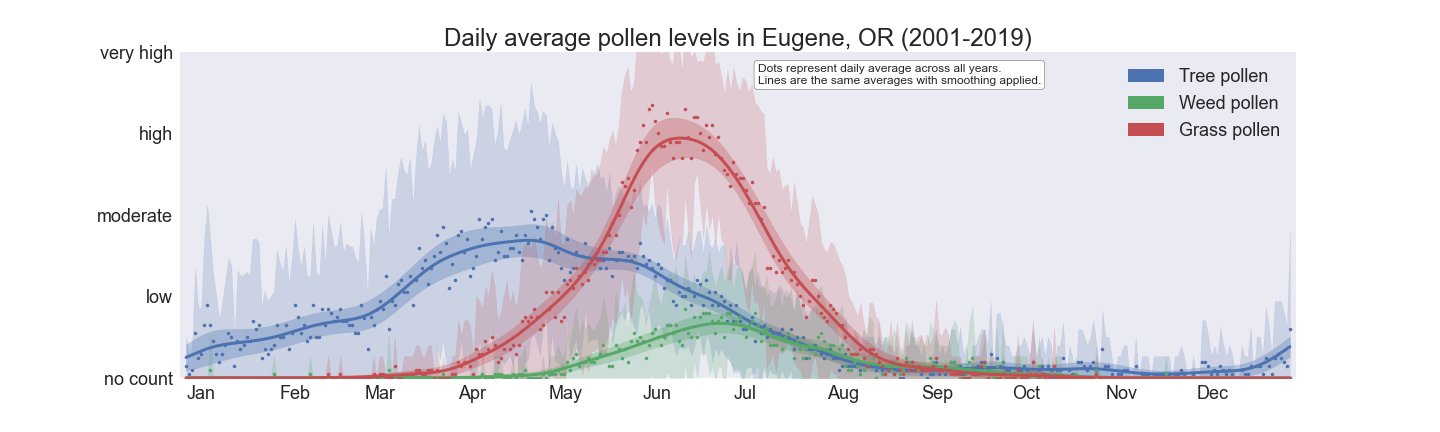 Daily average pollen levels in Eugene, OR (2001-2019)
very high
high
moderate
low
no count
Dots represent daily average across all years.
Lines are the same averages with smoothing applied.
Tree pollen
Weed pollen
Grass pollen
Jan Feb Mar Apr May Jun Jul Aug Sep Oct Nov Dec